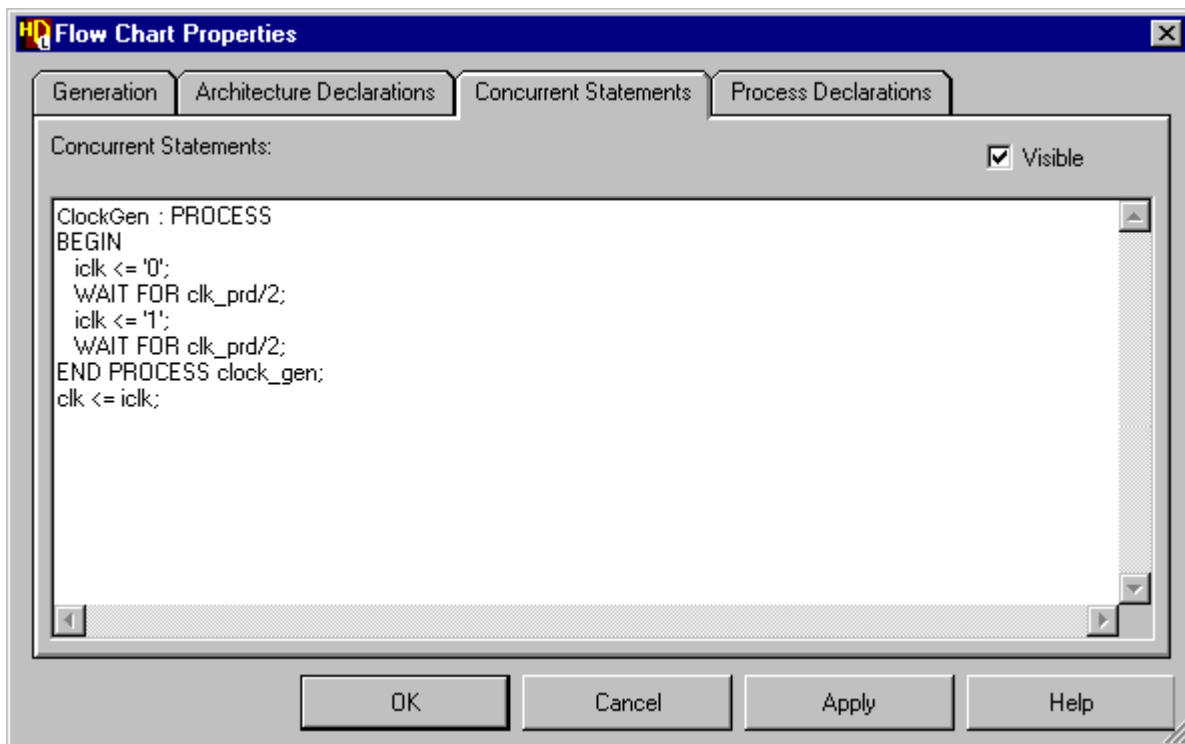 HDL Flow Chart Properties
Generation Architecture Declarations Concurrent Statements Process Declarations
Concurrent Statements: Visible
ClockGen : PROCESS
BEGIN
iclk <= '0';
WAIT FOR clk_prd/2;
iclk <= '1';
WAIT FOR clk_prd/2;
END PROCESS clock_gen;
clk <= iclk;
OK Cancel Apply Help